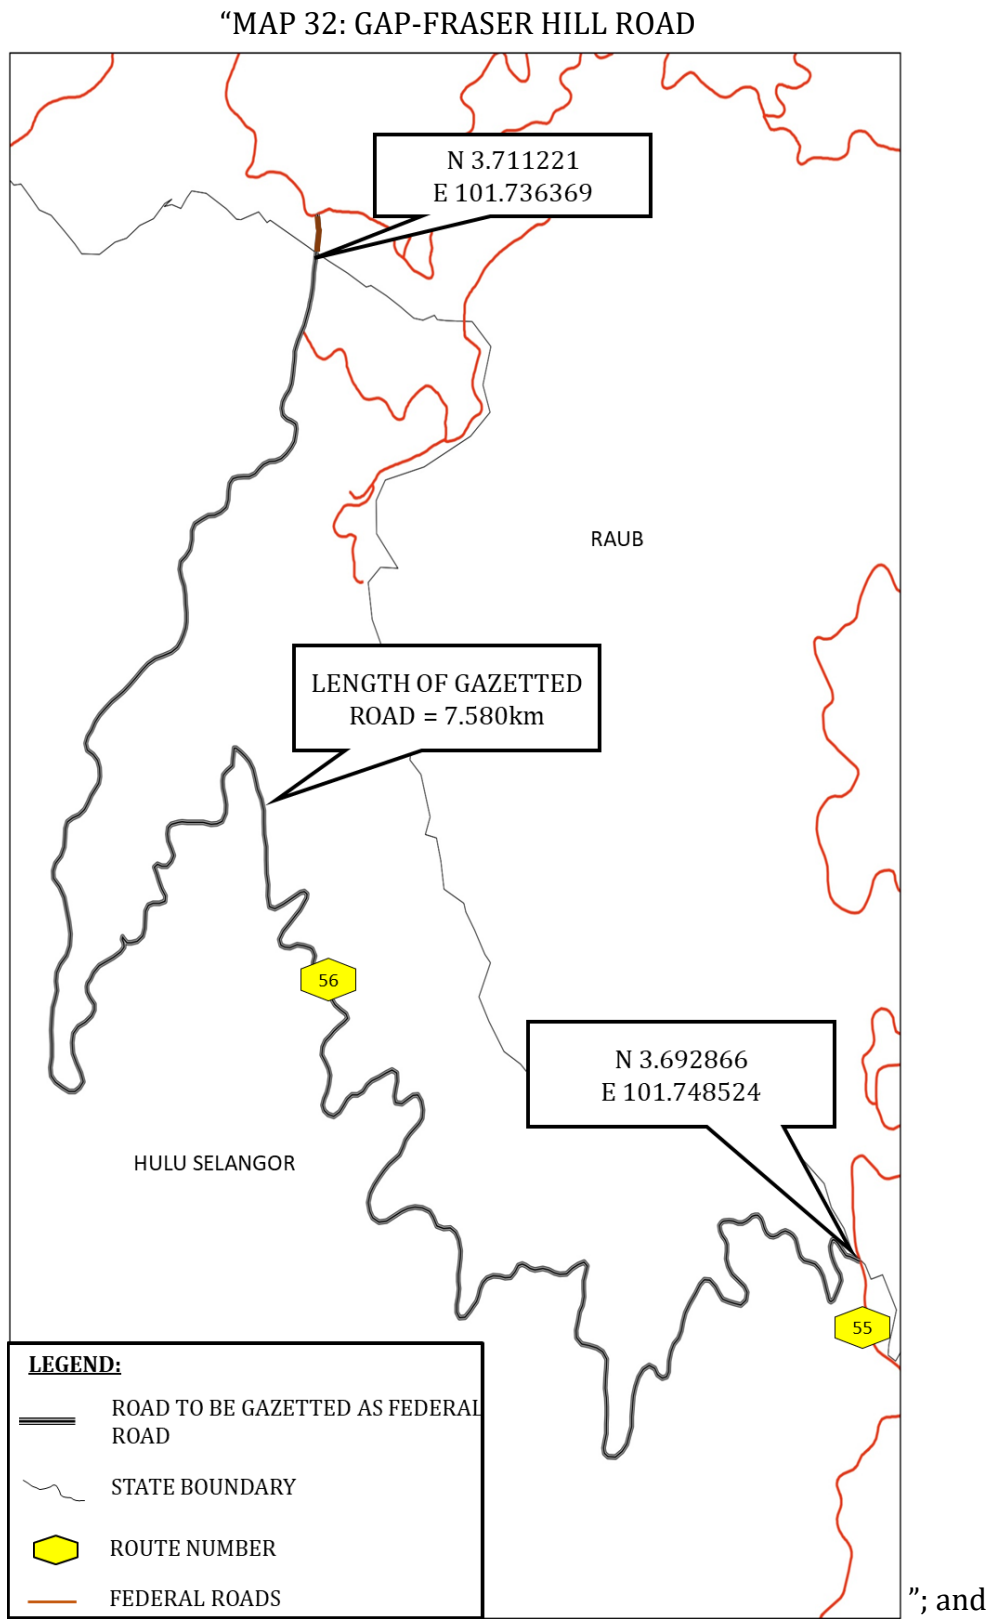 “MAP 32: GAP-FRASER HILL ROAD
N 3.711221
E 101.736369
RAUB
LENGTH OF GAZETTED
ROAD = 7.580km
56
N 3.692866
E 101.748524
HULU SELANGOR
55
LEGEND:
ROAD TO BE GAZETTED AS FEDERAL
ROAD
STATE BOUNDARY
ROUTE NUMBER
FEDERAL ROADS
”; and